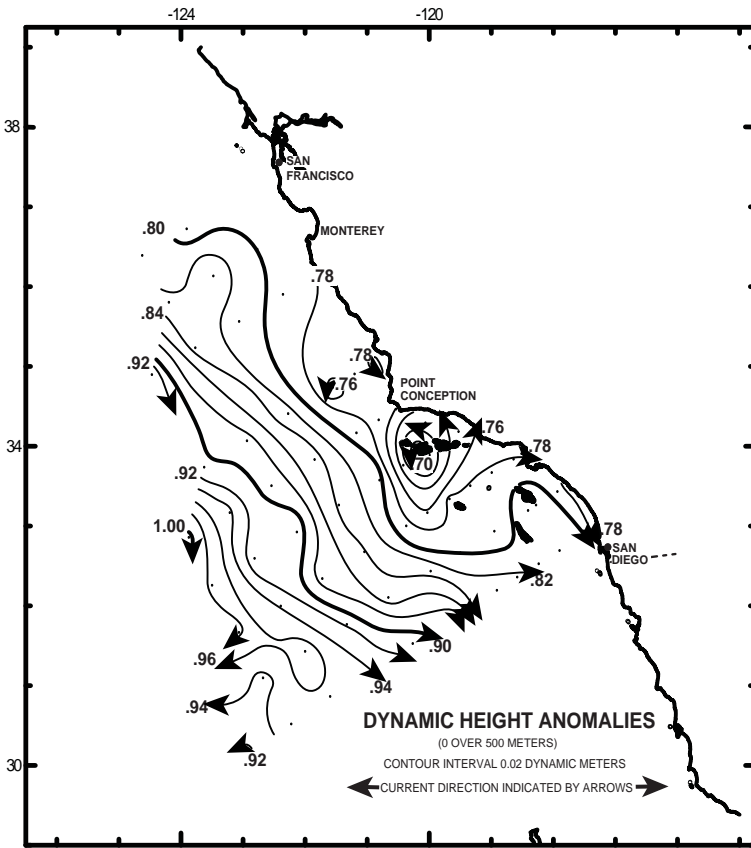 -124
-120
38
SAN
FRANCISCO
.80
MONTEREY
.78
.84
.78
.92
.76
POINT
CONCEPTION
.76
34
.78
.70
.92
1.00
.78
SAN
DIEGO
.82
.90
.96
.94
.94
DYNAMIC HEIGHT ANOMALIES
(0 OVER 500 METERS)
.92
30
CONTOUR INTERVAL 0.02 DYNAMIC METERS
CURRENT DIRECTION INDICATED BY ARROWS